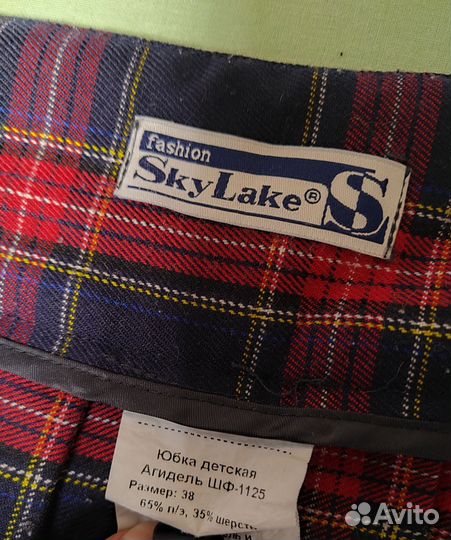 fashion
SkyLake®
S
Юбка детская
Агидель ШФ-1125
Размер: 38
65% п/э, 35% шерсть
Avito